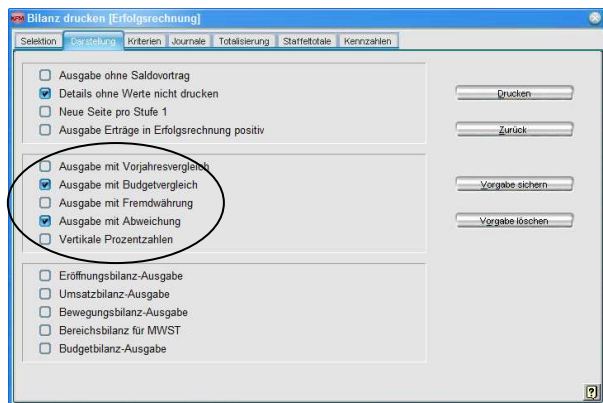 KFM Bilanz drucken [Erfolgsrechnung]
Selektion Darstellung Kriterien Journale Totalisierung Staffeltotale Kennzahlen
Ausgabe ohne Saldovortrag
Details ohne Werte nicht drucken
Neue Seite pro Stufe 1
Ausgabe Erträge in Erfolgsrechnung positiv
Ausgabe mit Vorjahresvergleich
Ausgabe mit Budgetvergleich
Ausgabe mit Fremdwährung
Ausgabe mit Abweichung
Vertikale Prozentzahlen
Eröffnungsbilanz-Ausgabe
Umsatzbilanz-Ausgabe
Bewegungsbilanz-Ausgabe
Bereichsbilanz für MWST
Budgetbilanz-Ausgabe
Drucken
Zurück
Vorgabe sichern
Vorgabe löschen
?